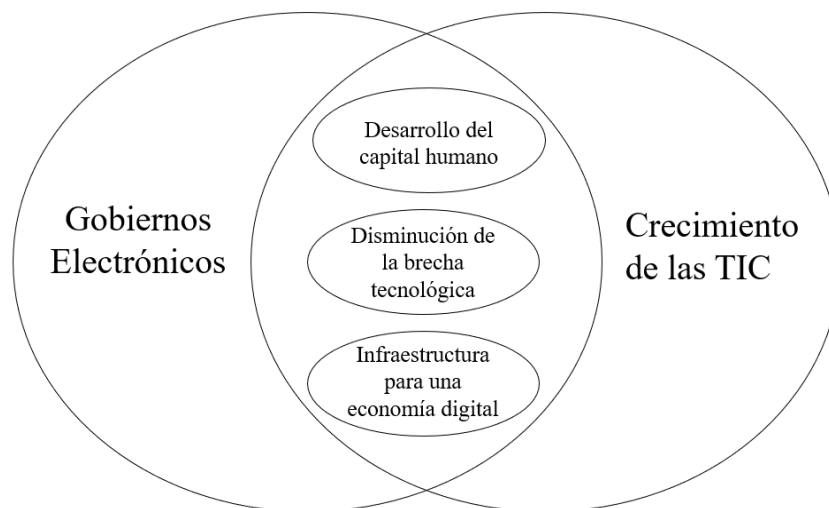 Gobiernos
Electrónicos
Desarrollo del
capital humano
Disminución de
la brecha
tecnológica
Infraestructura
para una
economía digital
Crecimiento
de las TIC